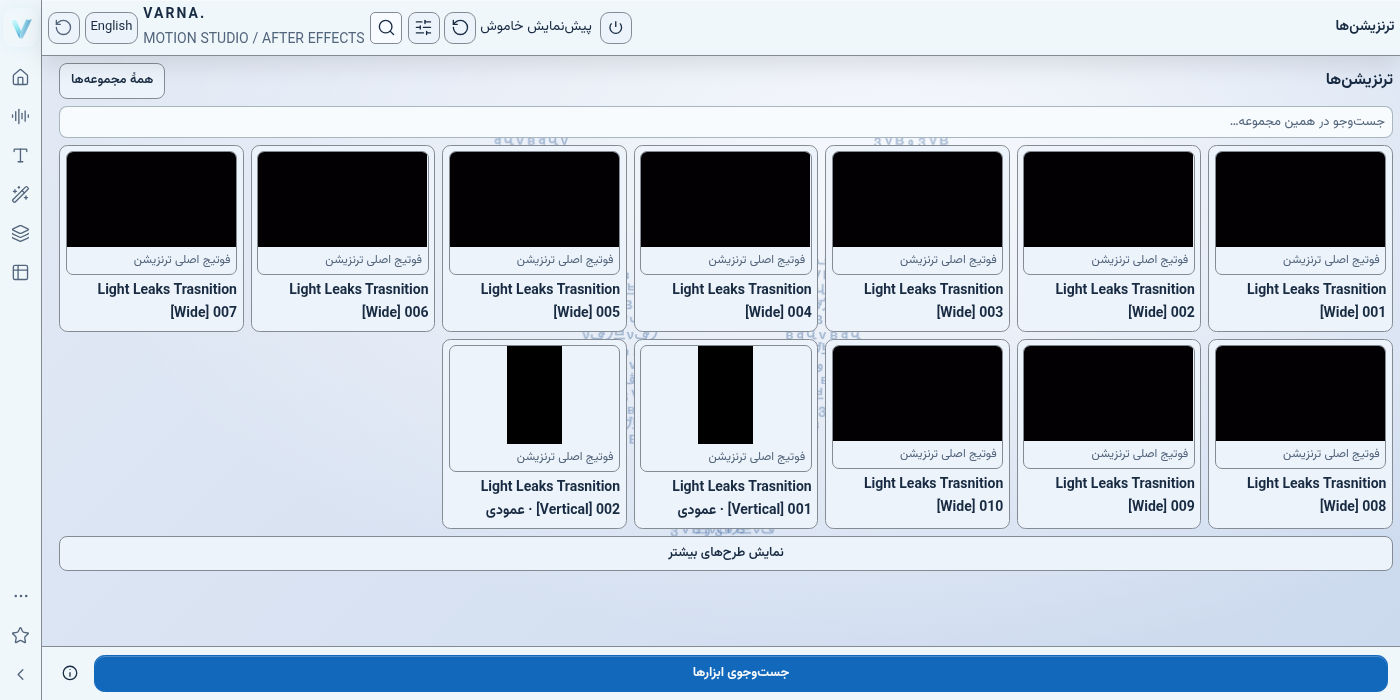 ترنزیشن‌ها
پیش‌نمایش خاموش
VARNA.
MOTION STUDIO / AFTER EFFECTS
English
ترنزیشن‌ها
همهٔ مجموعه‌ها
جست‌وجو در همین مجموعه...
فوتیج اصلی ترنزیشن
Light Leaks Trasnition
[Wide] 001
فوتیج اصلی ترنزیشن
Light Leaks Trasnition
[Wide] 002
فوتیج اصلی ترنزیشن
Light Leaks Trasnition
[Wide] 003
فوتیج اصلی ترنزیشن
Light Leaks Trasnition
[Wide] 004
فوتیج اصلی ترنزیشن
Light Leaks Trasnition
[Wide] 005
فوتیج اصلی ترنزیشن
Light Leaks Trasnition
[Wide] 006
فوتیج اصلی ترنزیشن
Light Leaks Trasnition
[Wide] 007
فوتیج اصلی ترنزیشن
Light Leaks Trasnition
[Wide] 008
فوتیج اصلی ترنزیشن
Light Leaks Trasnition
[Wide] 009
فوتیج اصلی ترنزیشن
Light Leaks Trasnition
[Wide] 010
فوتیج اصلی ترنزیشن
Light Leaks Trasnition
[Vertical] 001 · عمودی
فوتیج اصلی ترنزیشن
Light Leaks Trasnition
[Vertical] 002 · عمودی
نمایش طرح‌های بیشتر
جست‌وجوی ابزارها